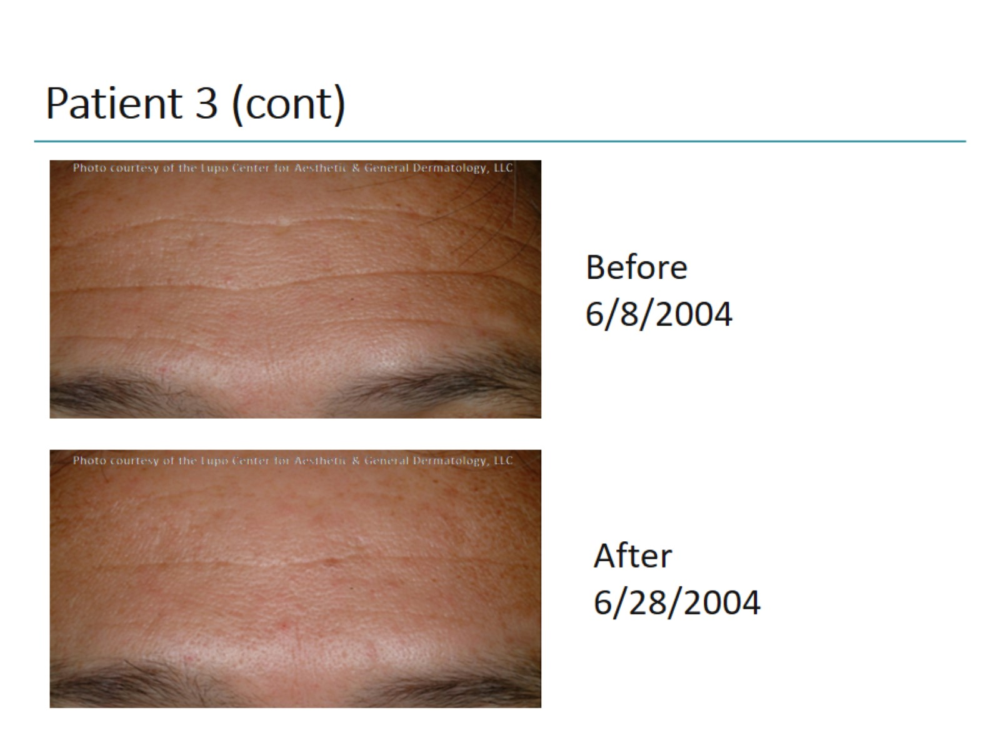 Patient 3 (cont)
Photo courtesy of the Lupo Center for Aesthetic & General Dermatology, LLC
Before
6/8/2004
Photo courtesy of the Lupo Center for Aesthetic & General Dermatology, LLC
After
6/28/2004